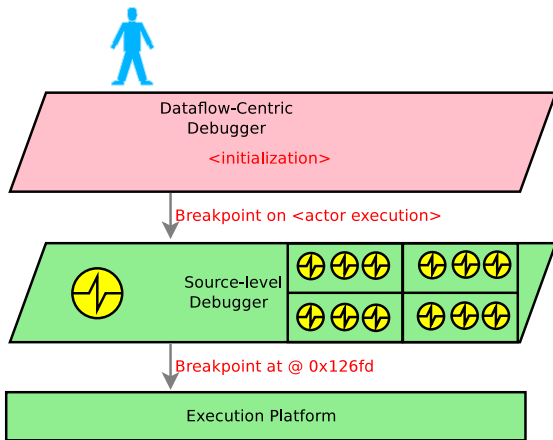 Dataflow-Centric
Debugger
<initialization>
Breakpoint on <actor execution>
Source-level
Debugger
Breakpoint at @ 0x126fd
Execution Platform